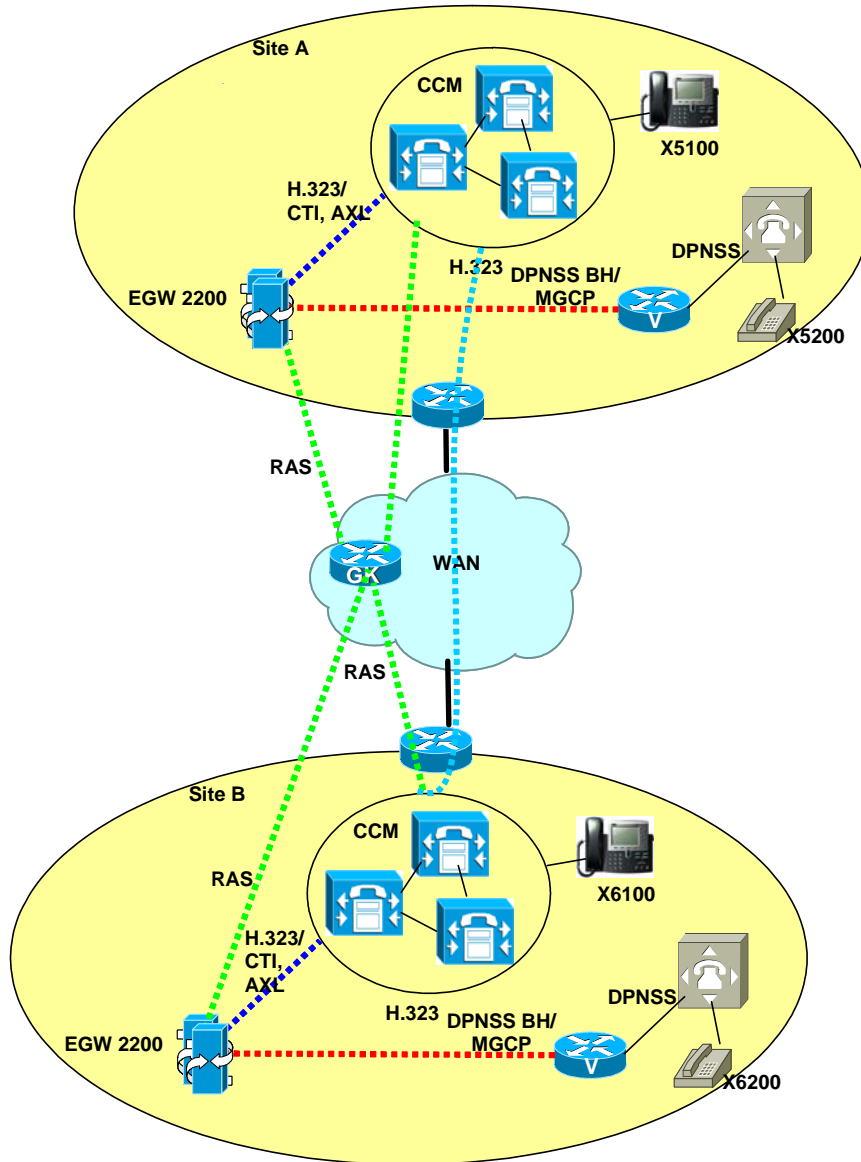 Site A
CCM
X5100
H.323/
CTI, AXL
DPNSS
H.323
DPNSS BH/
MGCP
EGW 2200
V
X5200
RAS
WAN
GK
RAS
Site B
CCM
RAS
X6100
H.323/
CTI,
AXL
DPNSS
H.323
DPNSS BH/
MGCP
EGW 2200
V
X6200